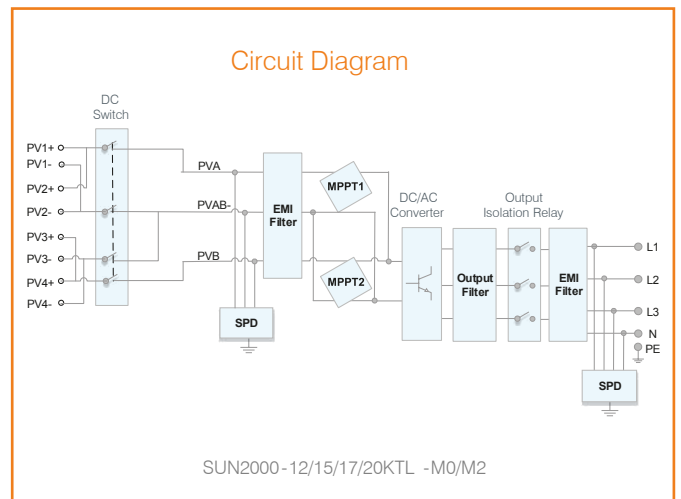 Circuit Diagram
DC
Switch
PV1+
PV1-
PV2+
PV2-
PV3+
PV3-
PV4+
PV4-
PVA
PVAB-
PVB
EMI
Filter
SPD
MPPT1
MPPT2
DC/AC
Converter
Output
Filter
Output
Isolation Relay
EMI
Filter
L1
L2
L3
N
PE
SPD
SUN2000-12/15/17/20KTL -M0/M2